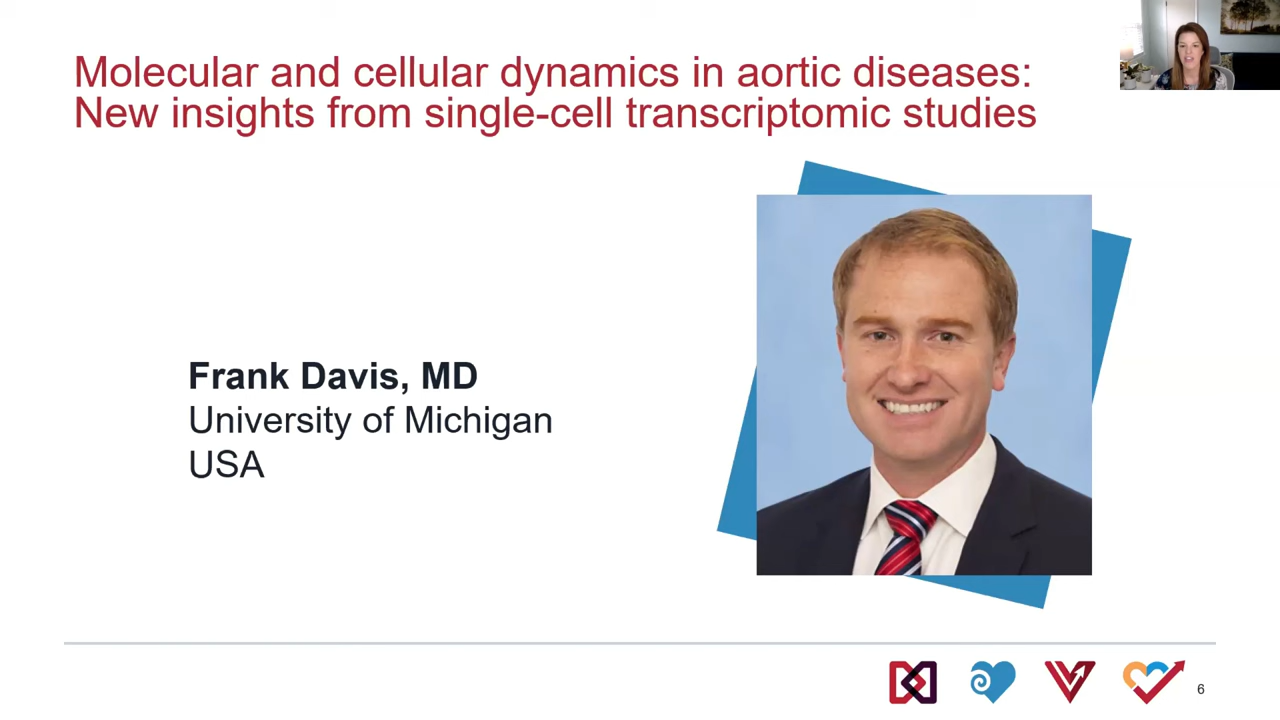 Molecular and cellular dynamics in aortic diseases:
New insights from single-cell transcriptomic studies
Frank Davis, MD
University of Michigan
USA
6